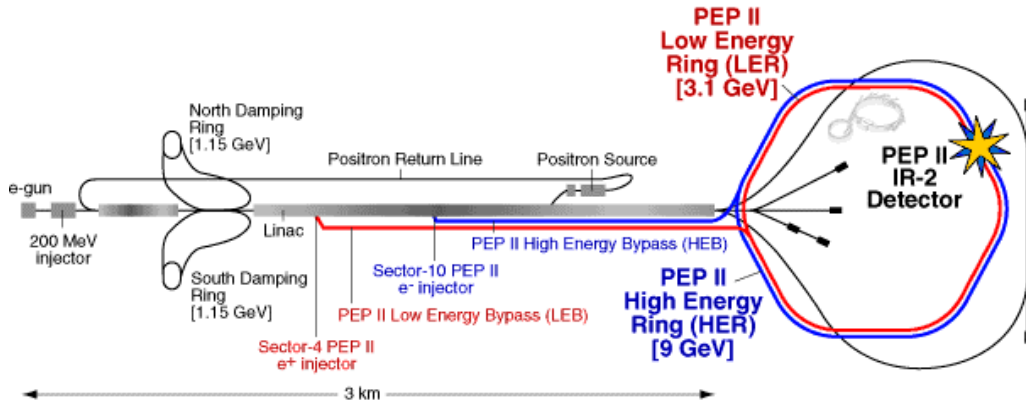 PEP II
Low Energy
Ring (LER)
[3.1 GeV]
North Damping
Ring
[1.15 GeV]
Positron Return Line
Positron Source
e-gun
200 MeV
injector
Linac
PEP II High Energy Bypass (HEB)
PEP II
IR-2
Detector
South Damping
Ring
[1.15 GeV]
Sector-10 PEP II
e- injector
PEP II Low Energy Bypass (LEB)
Sector-4 PEP II
e+ injector
PEP II
High Energy
Ring (HER)
[9 GeV]
3 km